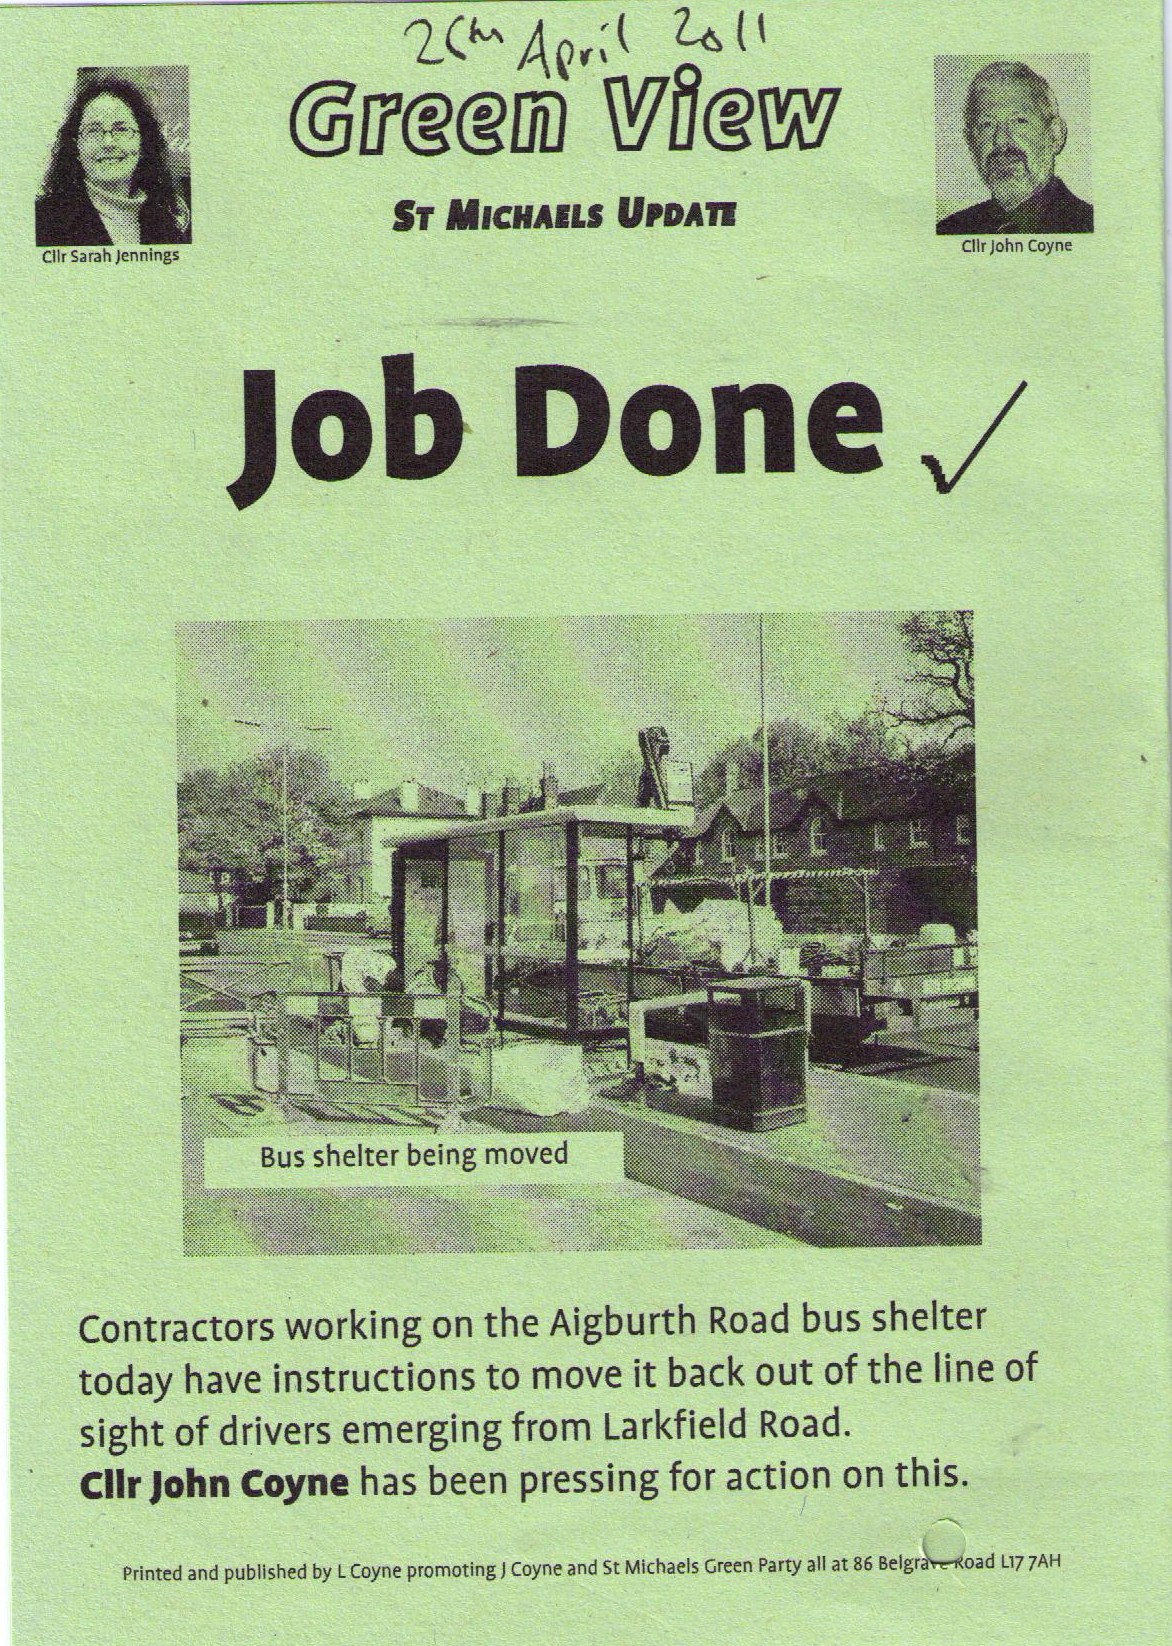 26th April 2011
Green View
St Michaels Update
Cllr Sarah Jennings
Cllr John Coyne
Job Done ✓
Bus shelter being moved
Contractors working on the Aigburth Road bus shelter
today have instructions to move it back out of the line of
sight of drivers emerging from Larkfield Road.
Cllr John Coyne has been pressing for action on this.
Printed and published by L Coyne promoting J Coyne and St Michaels Green Party all at 86 Belgrave Road L17 7AH